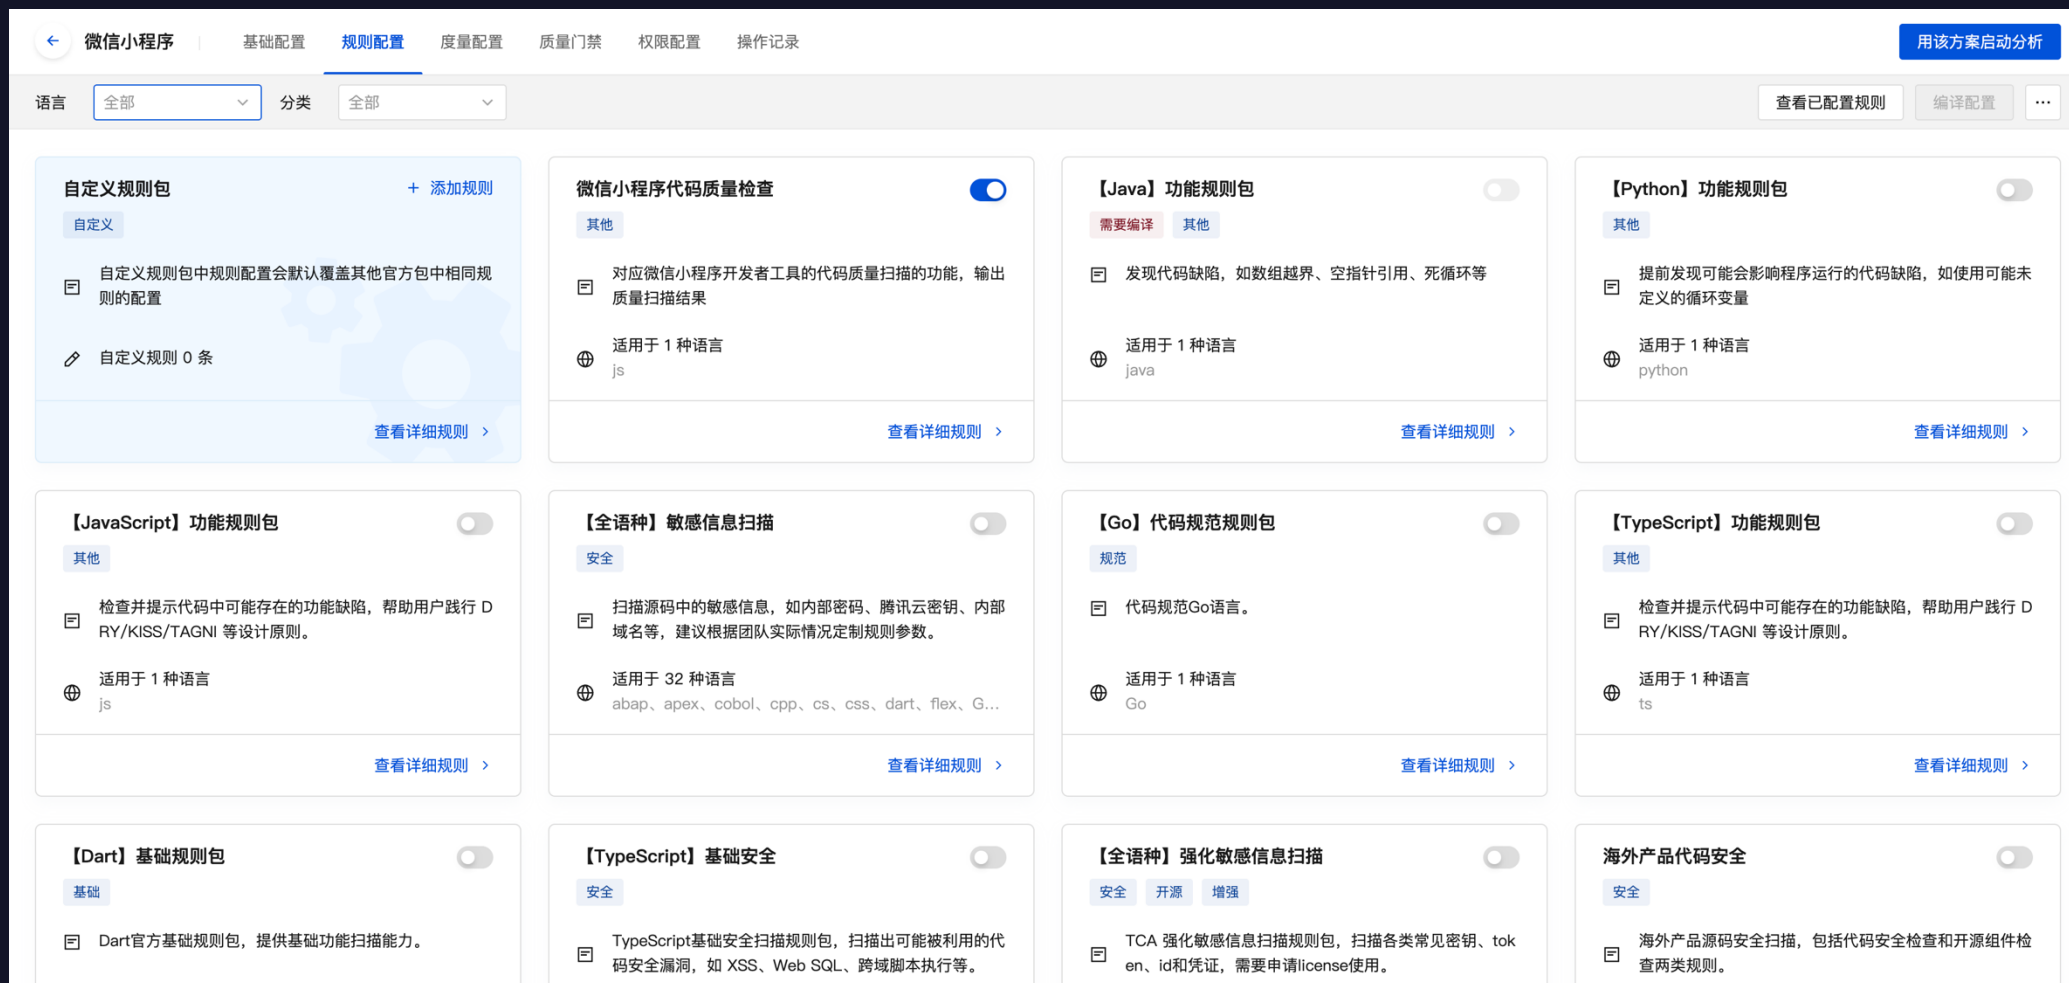 微信小程序
基础配置
规则配置
度量配置
质量门禁
权限配置
操作记录
用该方案启动分析
语言
全部
分类
全部
查看已配置规则
编译配置
...
自定义规则包
+ 添加规则
自定义
自定义规则包中规则配置会默认覆盖其他官方包中相同规
则的配置
自定义规则 0 条
查看详细规则
微信小程序代码质量检查
其他
对应微信小程序开发者工具的代码质量扫描的功能，输出
质量扫描结果
适用于 1 种语言
js
查看详细规则
【Java】功能规则包
需要编译
其他
发现代码缺陷，如数组越界、空指针引用、死循环等
适用于 1 种语言
java
查看详细规则
【Python】功能规则包
其他
提前发现可能会影响程序运行的代码缺陷，如使用可能未
定义的循环变量
适用于 1 种语言
python
查看详细规则
【JavaScript】功能规则包
其他
检查并提示代码中可能存在的功能缺陷，帮助用户践行 D
RY/KISS/TAGNI 等设计原则。
适用于 1 种语言
js
查看详细规则
【全语种】敏感信息扫描
安全
扫描源码中的敏感信息，如内部密码、腾讯云密钥、内部
域名等，建议根据团队实际情况定制规则参数。
适用于 32 种语言
abap、apex、cobol、cpp、cs、css、dart、flex、G...
查看详细规则
【Go】代码规范规则包
规范
代码规范Go语言。
适用于 1 种语言
Go
查看详细规则
【TypeScript】功能规则包
其他
检查并提示代码中可能存在的功能缺陷，帮助用户践行 D
RY/KISS/TAGNI 等设计原则。
适用于 1 种语言
ts
查看详细规则
【Dart】基础规则包
基础
Dart官方基础规则包，提供基础功能扫描能力。
【TypeScript】基础安全
安全
TypeScript基础安全扫描规则包，扫描出可能被利用的代
码安全漏洞，如 XSS、Web SQL、跨域脚本执行等。
【全语种】强化敏感信息扫描
安全
开源
增强
TCA 强化敏感信息扫描规则包，扫描各类常见密钥、tok
en、id和凭证，需要申请license使用。
海外产品代码安全
安全
海外产品源码安全扫描，包括代码安全检查和开源组件检
查两类规则。